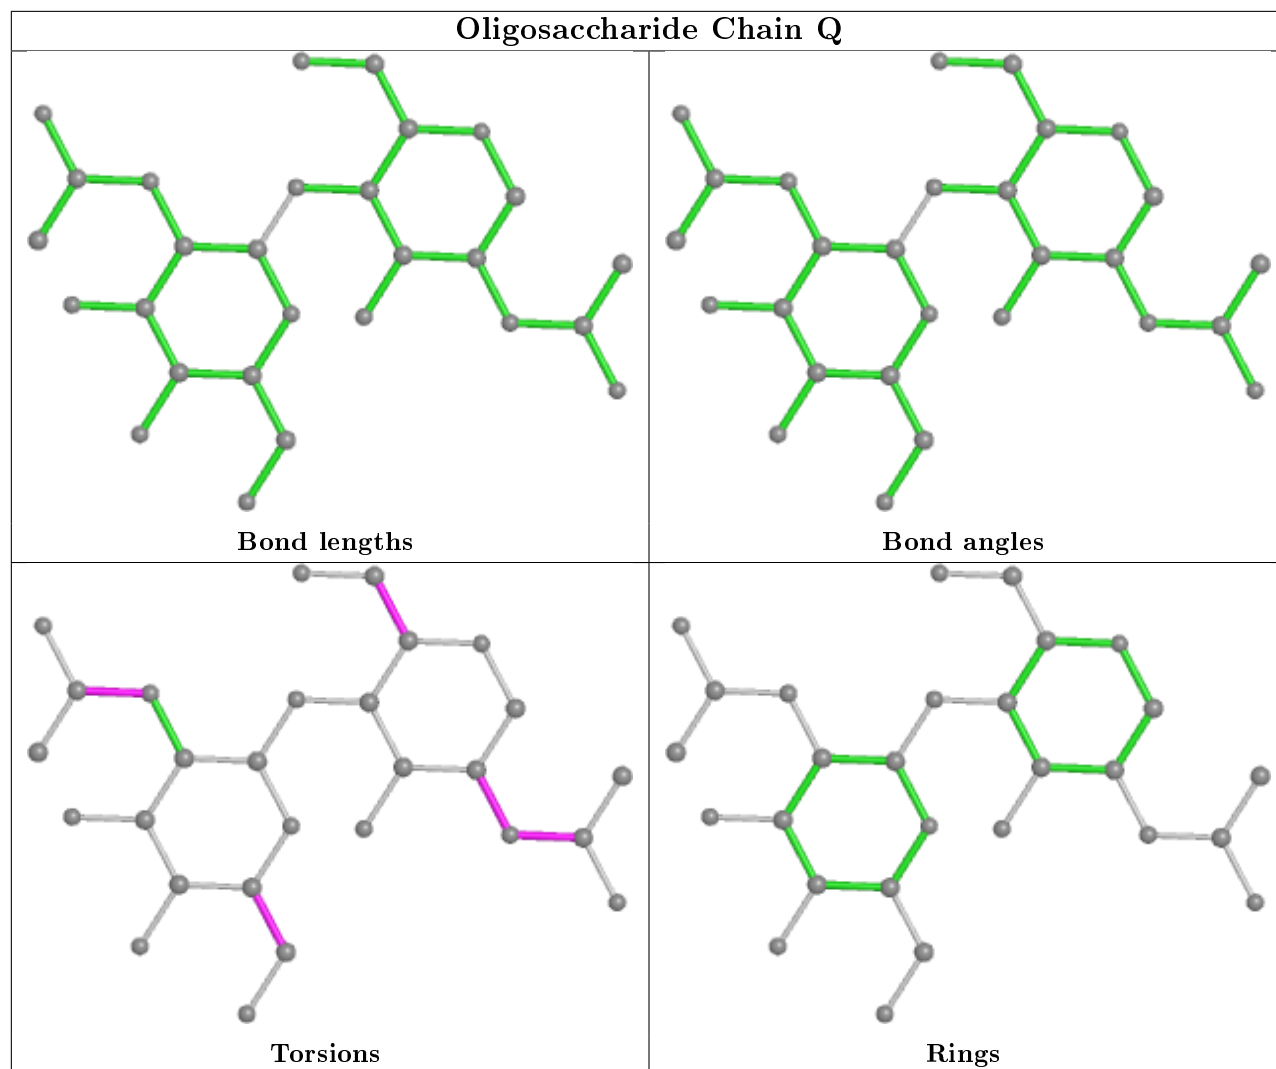 Oligosaccharide Chain Q
Bond lengths
Bond angles
Torsions
Rings